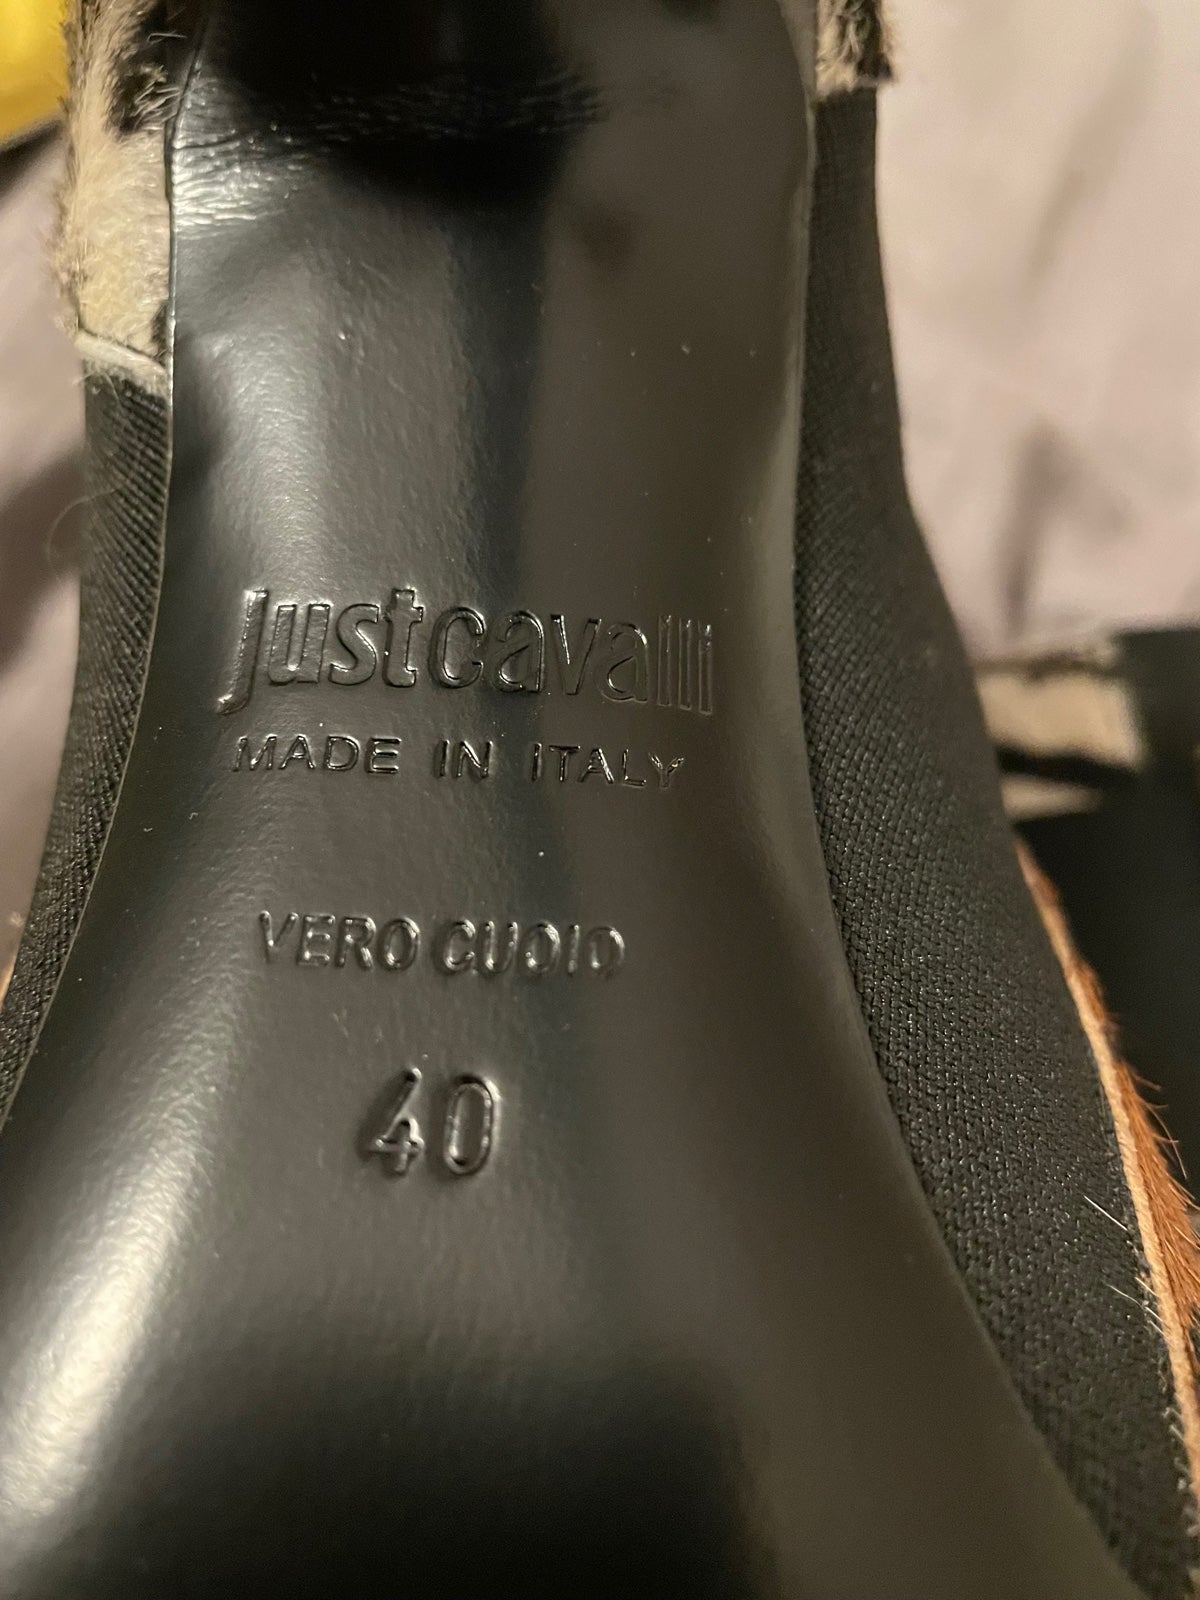 justcavalli
MADE IN ITALY
VERO CUOIO
40